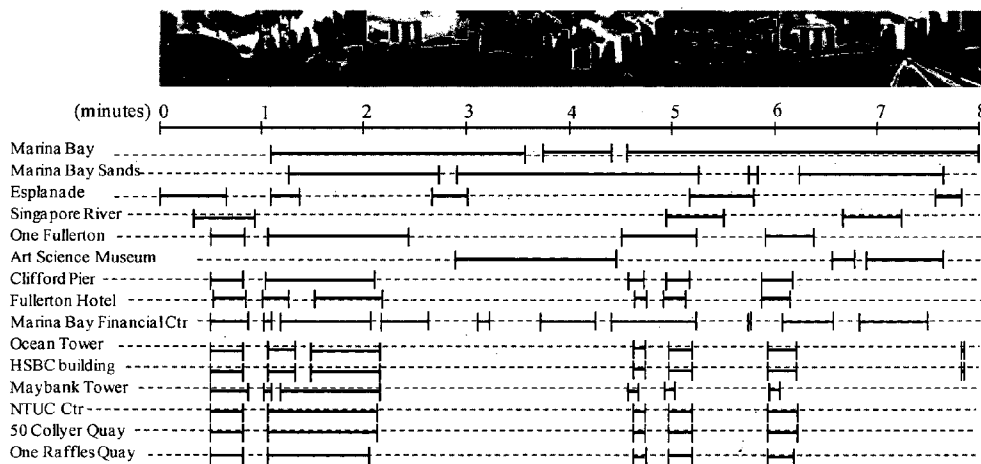 (minutes) 0 1 2 3 4 5 6 7 8
Marina Bay
Marina Bay Sands
Esplanade
Singapore River
One Fullerton
Art Science Museum
Clifford Pier
Fullerton Hotel
Marina Bay Financial Ctr
Ocean Tower
HSBC building
Maybank Tower
NTUC Ctr
50 Collyer Quay
One Raffles Quay